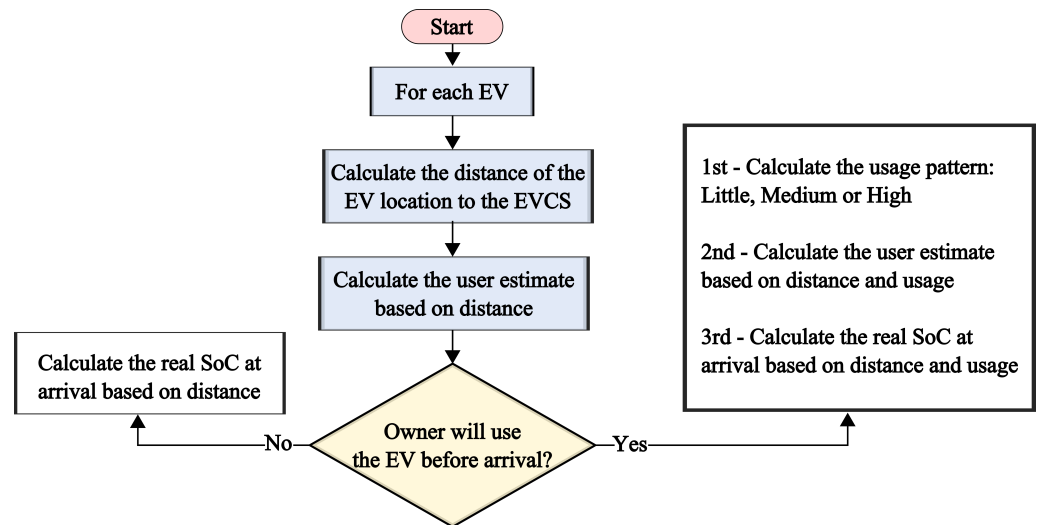 Start
For each EV
Calculate the distance of the
EV location to the EVCS
Calculate the user estimate
based on distance
Owner will use
the EV before arrival?
No
Calculate the real SoC at
arrival based on distance
Yes
1st - Calculate the usage pattern:
Little, Medium or High
2nd - Calculate the user estimate
based on distance and usage
3rd - Calculate the real SoC at
arrival based on distance and usage